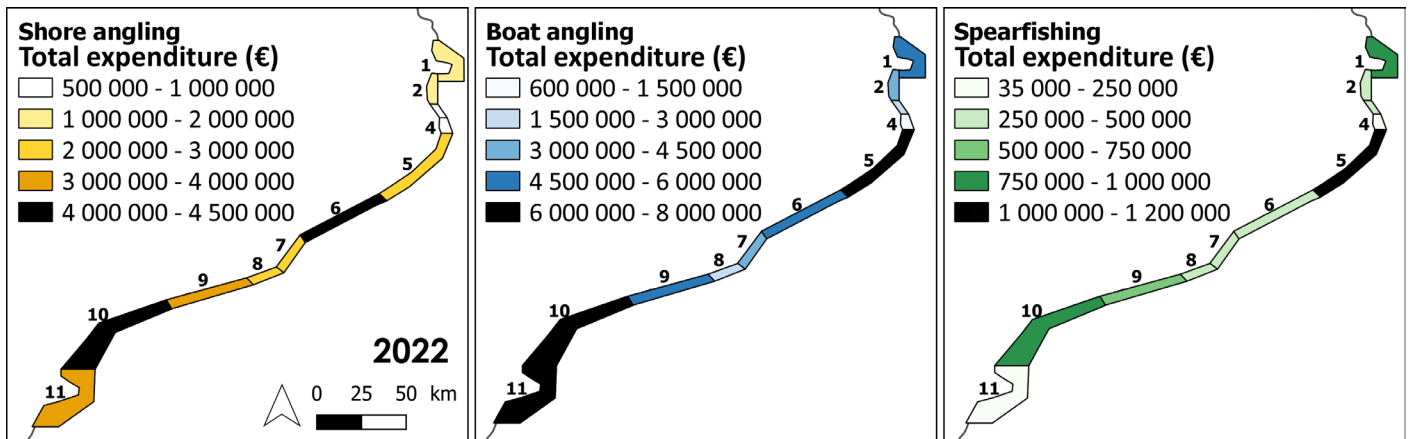 Shore angling
Total expenditure (€)
500 000 - 1 000 000
1 000 000 - 2 000 000
2 000 000 - 3 000 000
3 000 000 - 4 000 000
4 000 000 - 4 500 000
1
2
4
5
6
7
8
9
10
11
2022
0 25 50 km
Boat angling
Total expenditure (€)
600 000 - 1 500 000
1 500 000 - 3 000 000
3 000 000 - 4 500 000
4 500 000 - 6 000 000
6 000 000 - 8 000 000
1
2
4
5
6
7
8
9
10
11
Spearfishing
Total expenditure (€)
35 000 - 250 000
250 000 - 500 000
500 000 - 750 000
750 000 - 1 000 000
1 000 000 - 1 200 000
1
2
4
5
6
7
8
9
10
11